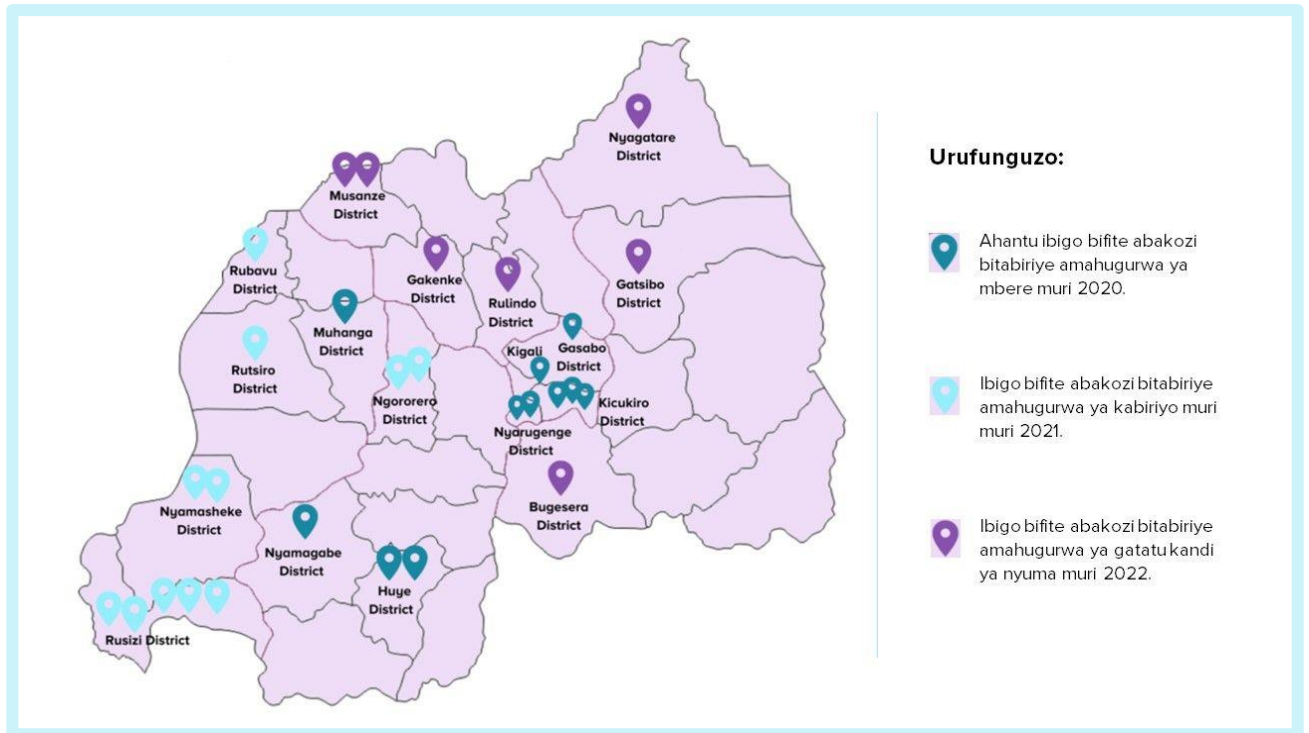 Nyagatare
District
Musanze
District
Rubavu
District
Gakenke
District
Rulindo
District
Gatsibo
District
Muhanga
District
Kigali
Gasabo
District
Rutsiro
District
Ngororero
District
Kicukiro
District
Nyarugenge
District
Bugesera
District
Nyamasheke
District
Nyamagabe
District
Huye
District
Rusizi District
Urufunguzo:
Ahantu ibigo bifite abakozi
bitabiriye amahugurwa ya
mbere muri 2020.
Ibigo bifite abakozi bitabiriye
amahugurwa ya kabiriyo muri
muri 2021.
Ibigo bifite abakozi bitabiriye
amahugurwa ya gatatu kandi
ya nyuma muri 2022.